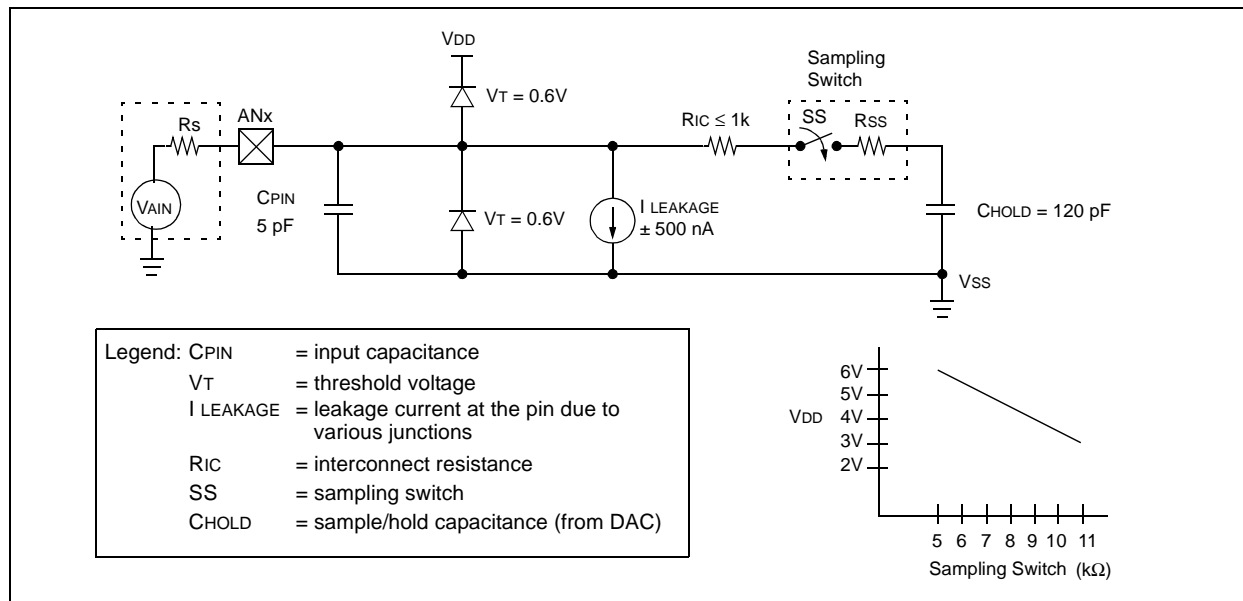 VDD
Sampling
Switch
VT = 0.6V
ANx
RIC ≤ 1k
SS
RSS
Rs
VAIN
CPIN
5 pF
VT = 0.6V
I LEAKAGE
± 500 nA
CHOLD = 120 pF
VSS
Legend: CPIN = input capacitance
VT = threshold voltage
I LEAKAGE = leakage current at the pin due to
various junctions
RIC = interconnect resistance
SS = sampling switch
CHOLD = sample/hold capacitance (from DAC)
6V
5V
VDD 4V
3V
2V
5 6 7 8 9 10 11
Sampling Switch (kΩ)